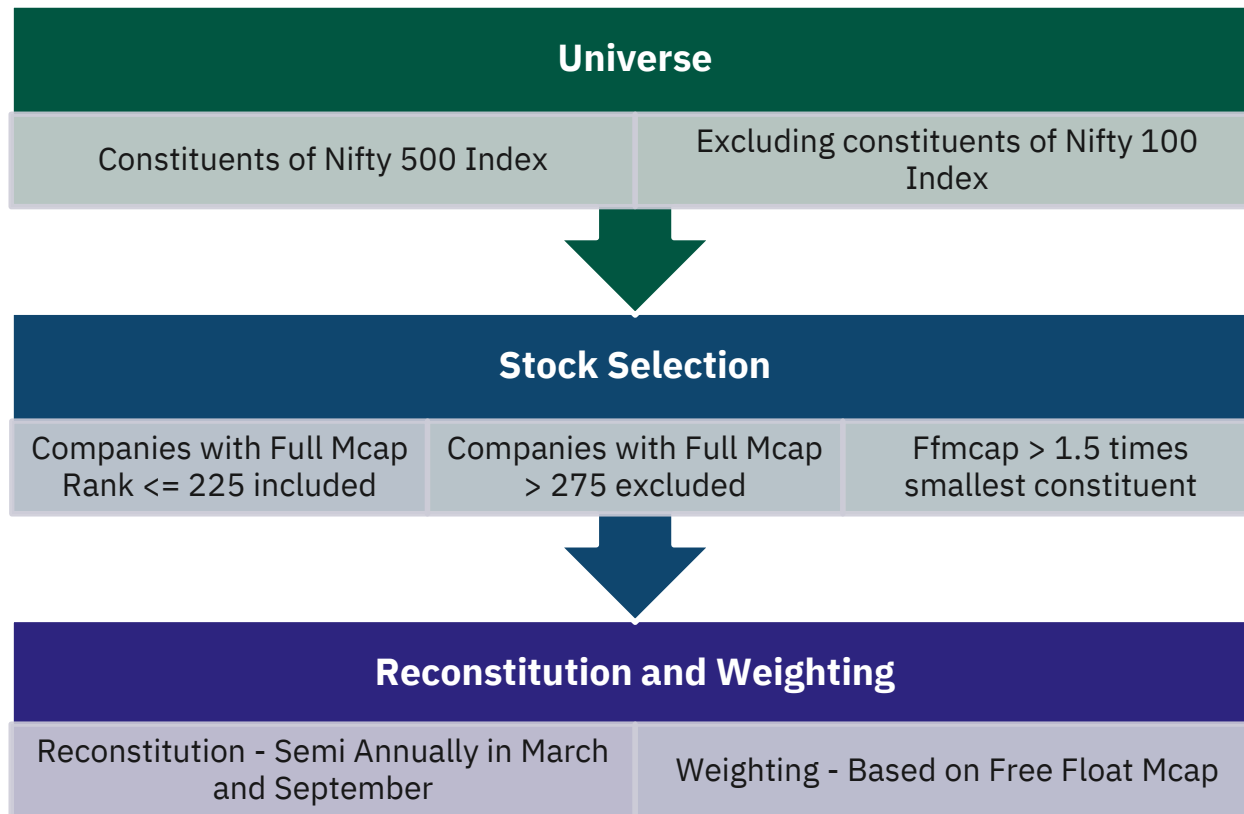 Universe
Constituents of Nifty 500 Index
Excluding constituents of Nifty 100
Index
Stock Selection
Companies with Full Mcap
Rank <= 225 included
Companies with Full Mcap
> 275 excluded
Ffmcap > 1.5 times
smallest constituent
Reconstitution and Weighting
Reconstitution - Semi Annually in March
and September
Weighting - Based on Free Float Mcap